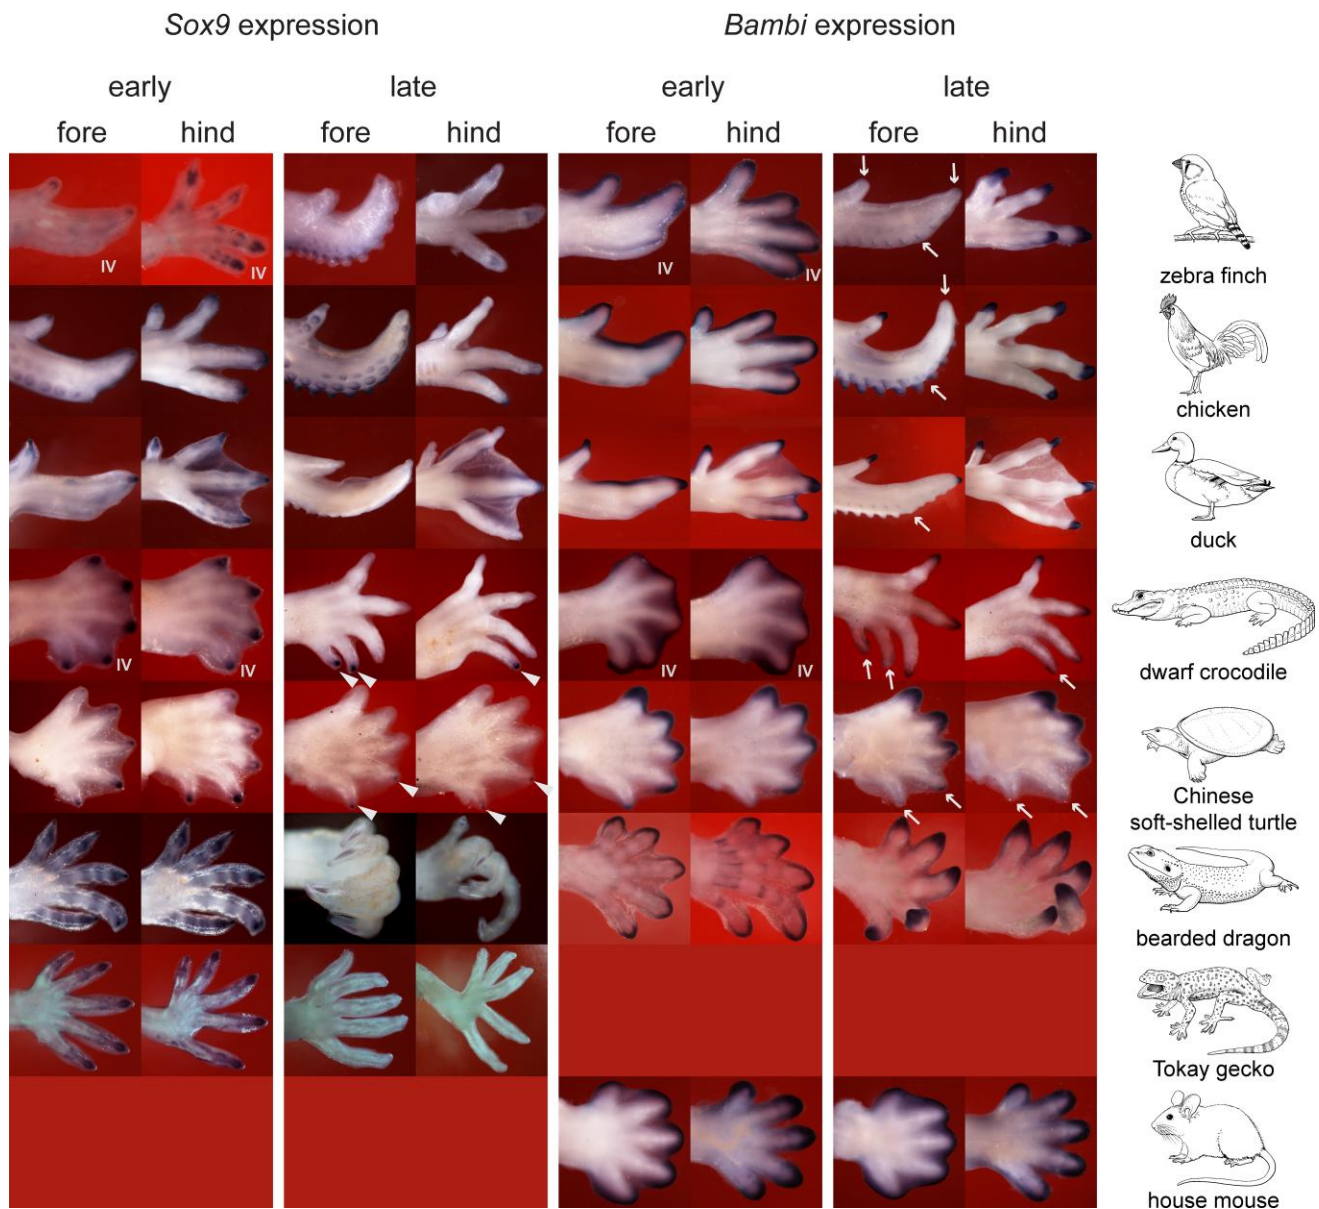 Sox9 expression
Bambi expression
early
late
early
late
fore
hind
fore
hind
fore
hind
fore
hind
IV
IV
IV
IV
zebra finch
chicken
duck
IV
IV
IV
IV
dwarf crocodile
Chinese
soft-shelled turtle
bearded dragon
Tokay gecko
house mouse